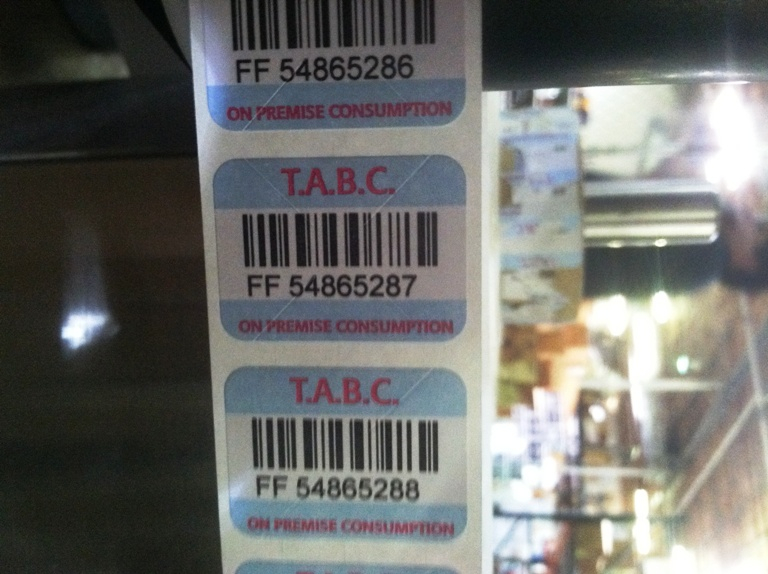 FF 54865286
ON PREMISE CONSUMPTION
T.A.B.C.
FF 54865287
ON PREMISE CONSUMPTION
T.A.B.C.
FF 54865288
ON PREMISE CONSUMPTION